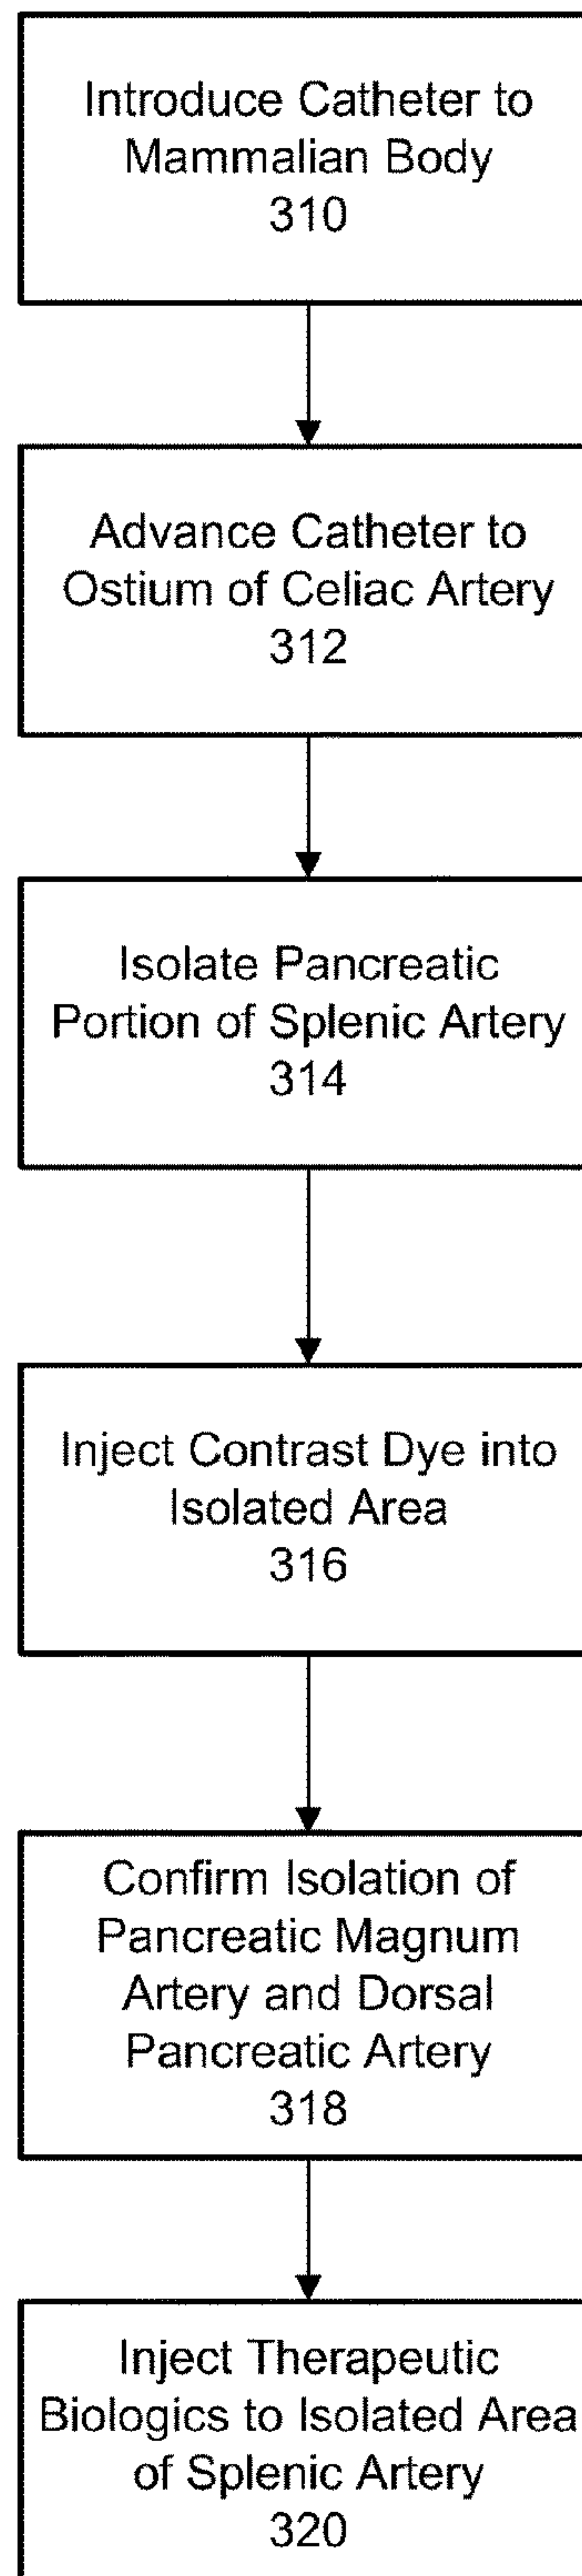 Introduce Catheter to
Mammalian Body
310
Advance Catheter to
Ostium of Celiac Artery
312
Isolate Pancreatic
Portion of Splenic Artery
314
Inject Contrast Dye into
Isolated Area
316
Confirm Isolation of
Pancreatic Magnum
Artery and Dorsal
Pancreatic Artery
318
Inject Therapeutic
Biologics to Isolated Area
of Splenic Artery
320